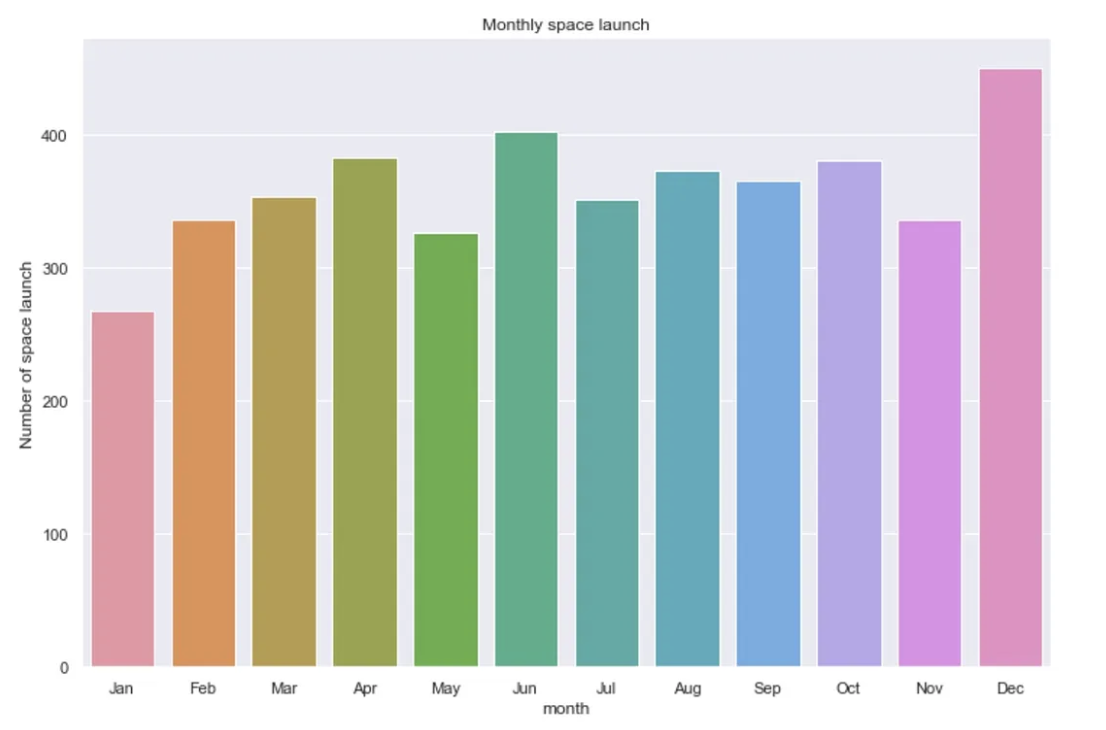 Monthly space launch
Number of space launch
400
300
200
100
0
Jan Feb Mar Apr May Jun Jul Aug Sep Oct Nov Dec
month